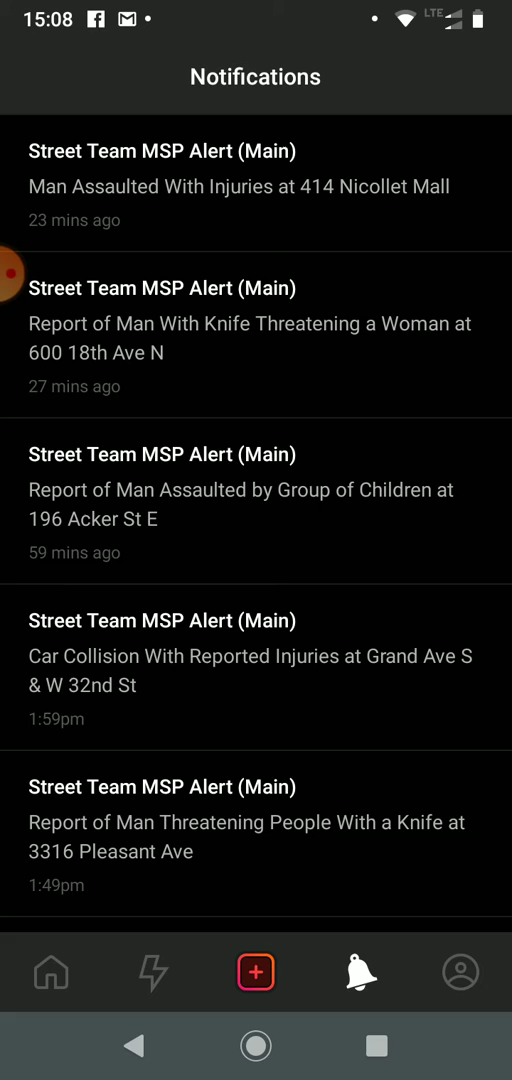 15:08
LTE
Notifications
Street Team MSP Alert (Main)
Man Assaulted With Injuries at 414 Nicollet Mall
23 mins ago
Street Team MSP Alert (Main)
Report of Man With Knife Threatening a Woman at
600 18th Ave N
27 mins ago
Street Team MSP Alert (Main)
Report of Man Assaulted by Group of Children at
196 Acker St E
59 mins ago
Street Team MSP Alert (Main)
Car Collision With Reported Injuries at Grand Ave S
& W 32nd St
1:59pm
Street Team MSP Alert (Main)
Report of Man Threatening People With a Knife at
3316 Pleasant Ave
1:49pm